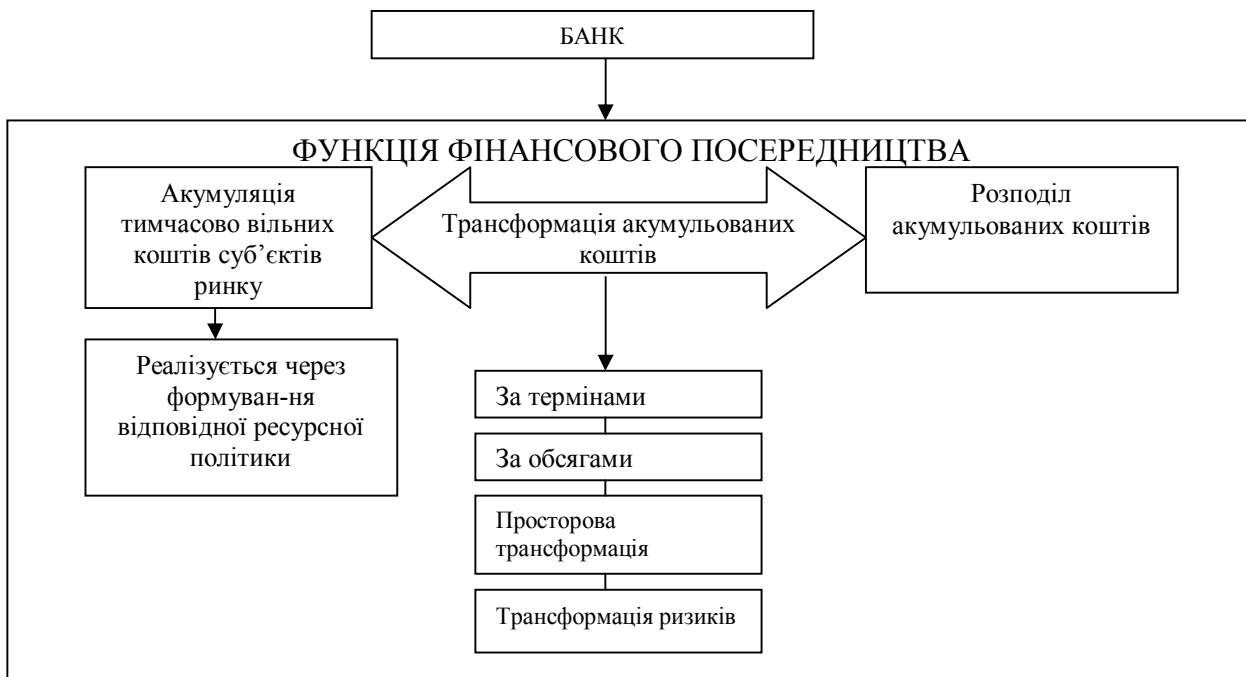 БАНК
ФУНКЦІЯ ФІНАНСОВОГО ПОСЕРЕДНИЦТВА
Акумуляція
тимчасово вільних
коштів суб’єктів
ринку
Трансформація акумульованих
коштів
Розподіл
акумульованих коштів
Реалізується через
формуван-ня
відповідної ресурсної
політики
За термінами
За обсягами
Просторова
трансформація
Трансформація ризиків